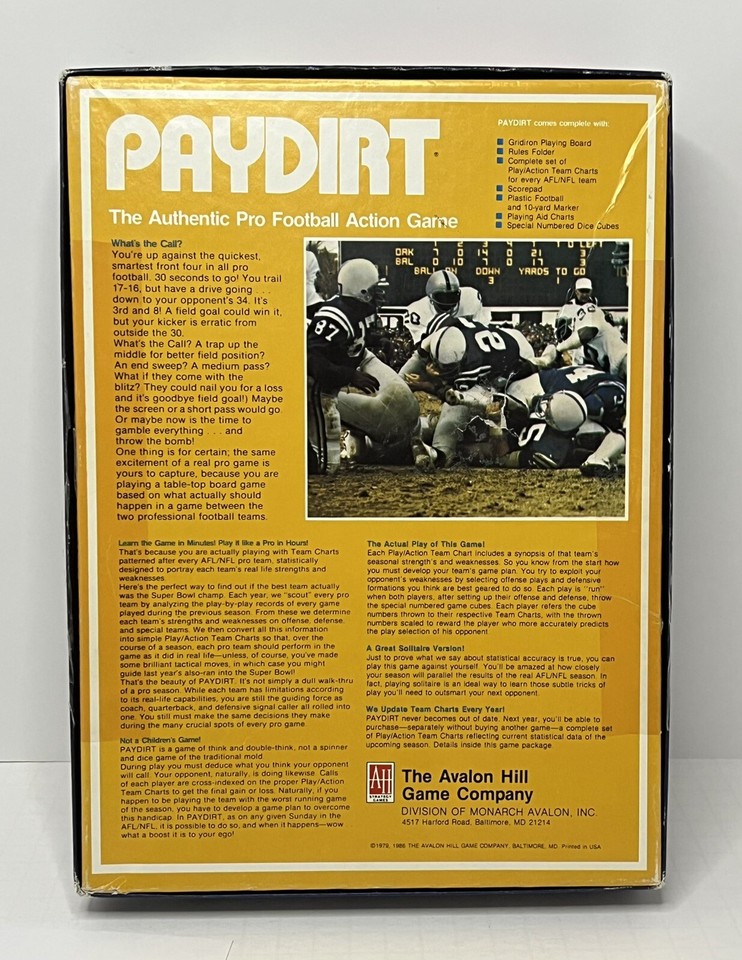 PAYDIRT®
The Authentic Pro Football Action Game
PAYDIRT comes complete with:
Gridiron Playing Board
Rules Folder
Complete set of
Play/Action Team Charts
for every AFL/NFL team
Scorepad
Plastic Football
and 10-yard Marker
Playing Aid Charts
Special Numbered Dice Cubes
What's the Call?
You're up against the quickest,
smartest front four in all pro
football. 30 seconds to go! You trail
17-16, but have a drive going . . .
down to your opponent's 34. It's
3rd and 8! A field goal could win it,
but your kicker is erratic from
outside the 30.
What's the Call? A trap up the
middle for better field position?
An end sweep? A medium pass?
What if they come with the
blitz? They could nail you for a loss
and it's goodbye field goal!) Maybe
the screen or a short pass would go.
Or maybe now is the time to
gamble everything . . . and
throw the bomb!
One thing is for certain; the same
excitement of a real pro game is
yours to capture, because you are
playing a table-top board game
based on what actually should
happen in a game between the
two professional football teams.
1 2 3 4 T TO LEFT
OAK 7 0 14 0 21 3
BAL 0 10 7 0 17 3
BALL ON DOWN YARDS TO GO
3 1
87
2
Learn the Game in Minutes! Play it like a Pro in Hours!
That's because you are actually playing with Team Charts
patterned after every AFL/NFL pro team, statistically
designed to portray each team's real life strengths and
weaknesses.
Here's the perfect way to find out if the best team actually
was the Super Bowl champ. Each year, we "scout" every pro
team by analyzing the play-by-play records of every game
played during the previous season. From these we determine
each team's strengths and weaknesses on offense, defense,
and special teams. We then convert all this information
into simple Play/Action Team Charts so that, over the
course of a season, each pro team should perform in the
game as it did in real life—unless, of course, you've made
some brilliant tactical moves, in which case you might
guide last year's also-ran into the Super Bowl!
That's the beauty of PAYDIRT. It's not simply a dull walk-thru
of a pro season. While each team has limitations according
to its real-life capabilities, you are still the guiding force as
coach, quarterback, and defensive signal caller all rolled into
one. You still must make the same decisions they make
during the many crucial spots of every pro game.
Not a Children's Game!
PAYDIRT is a game of think and double-think, not a spinner
and dice game of the traditional mold.
During play you must deduce what you think your opponent
will call. Your opponent, naturally, is doing likewise. Calls
of each player are cross-indexed on the proper Play/Action
Team Charts to get the final gain or loss. Naturally, if you
happen to be playing the team with the worst running game
of the season, you have to develop a game plan to overcome
this handicap. In PAYDIRT, as on any given Sunday in the
AFL/NFL, it is possible to do so, and when it happens—wow . . .
what a boost it is to your ego!
The Actual Play of This Game!
Each Play/Action Team Chart includes a synopsis of that team's
seasonal strength's and weaknesses. So you know from the start how
you must develop your team's game plan. You try to exploit your
opponent's weaknesses by selecting offense plays and defensive
formations you think are best geared to do so. Each play is "run"
when both players, after setting up their offense and defense, throw
the special numbered game cubes. Each player refers the cube
numbers thrown to their respective Team Charts, with the thrown
numbers scaled to reward the player who more accurately predicts
the play selection of his opponent.
A Great Solitaire Version!
Just to prove what we say about statistical accuracy is true, you can
play this game against yourself. You'll be amazed at how closely
your season will parallel the results of the real AFL/NFL season. In
fact, playing solitaire is an ideal way to learn those subtle tricks of
play you'll need to outsmart your next opponent.
We Update Team Charts Every Year!
PAYDIRT never becomes out of date. Next year, you'll be able to
purchase—separately without buying another game—a complete set
of Play/Action Team Charts reflecting current statistical data of the
upcoming season. Details inside this game package.
AH
STRATEGY
GAMES
The Avalon Hill
Game Company
DIVISION OF MONARCH AVALON, INC.
4517 Harford Road, Baltimore, MD 21214
©1979, 1986 THE AVALON HILL GAME COMPANY, BALTIMORE, MD. Printed in USA